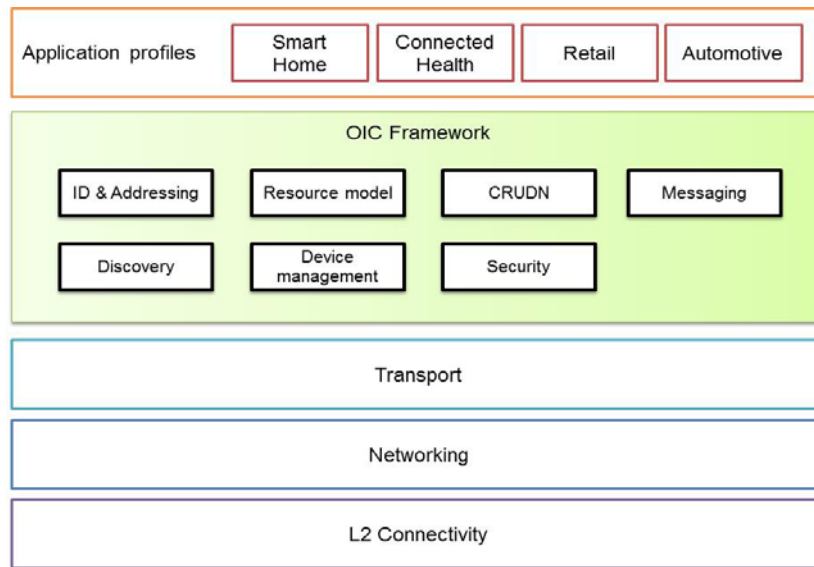 Application profiles
Smart
Home
Connected
Health
Retail
Automotive
OIC Framework
ID & Addressing
Resource model
CRUDN
Messaging
Discovery
Device
management
Security
Transport
Networking
L2 Connectivity